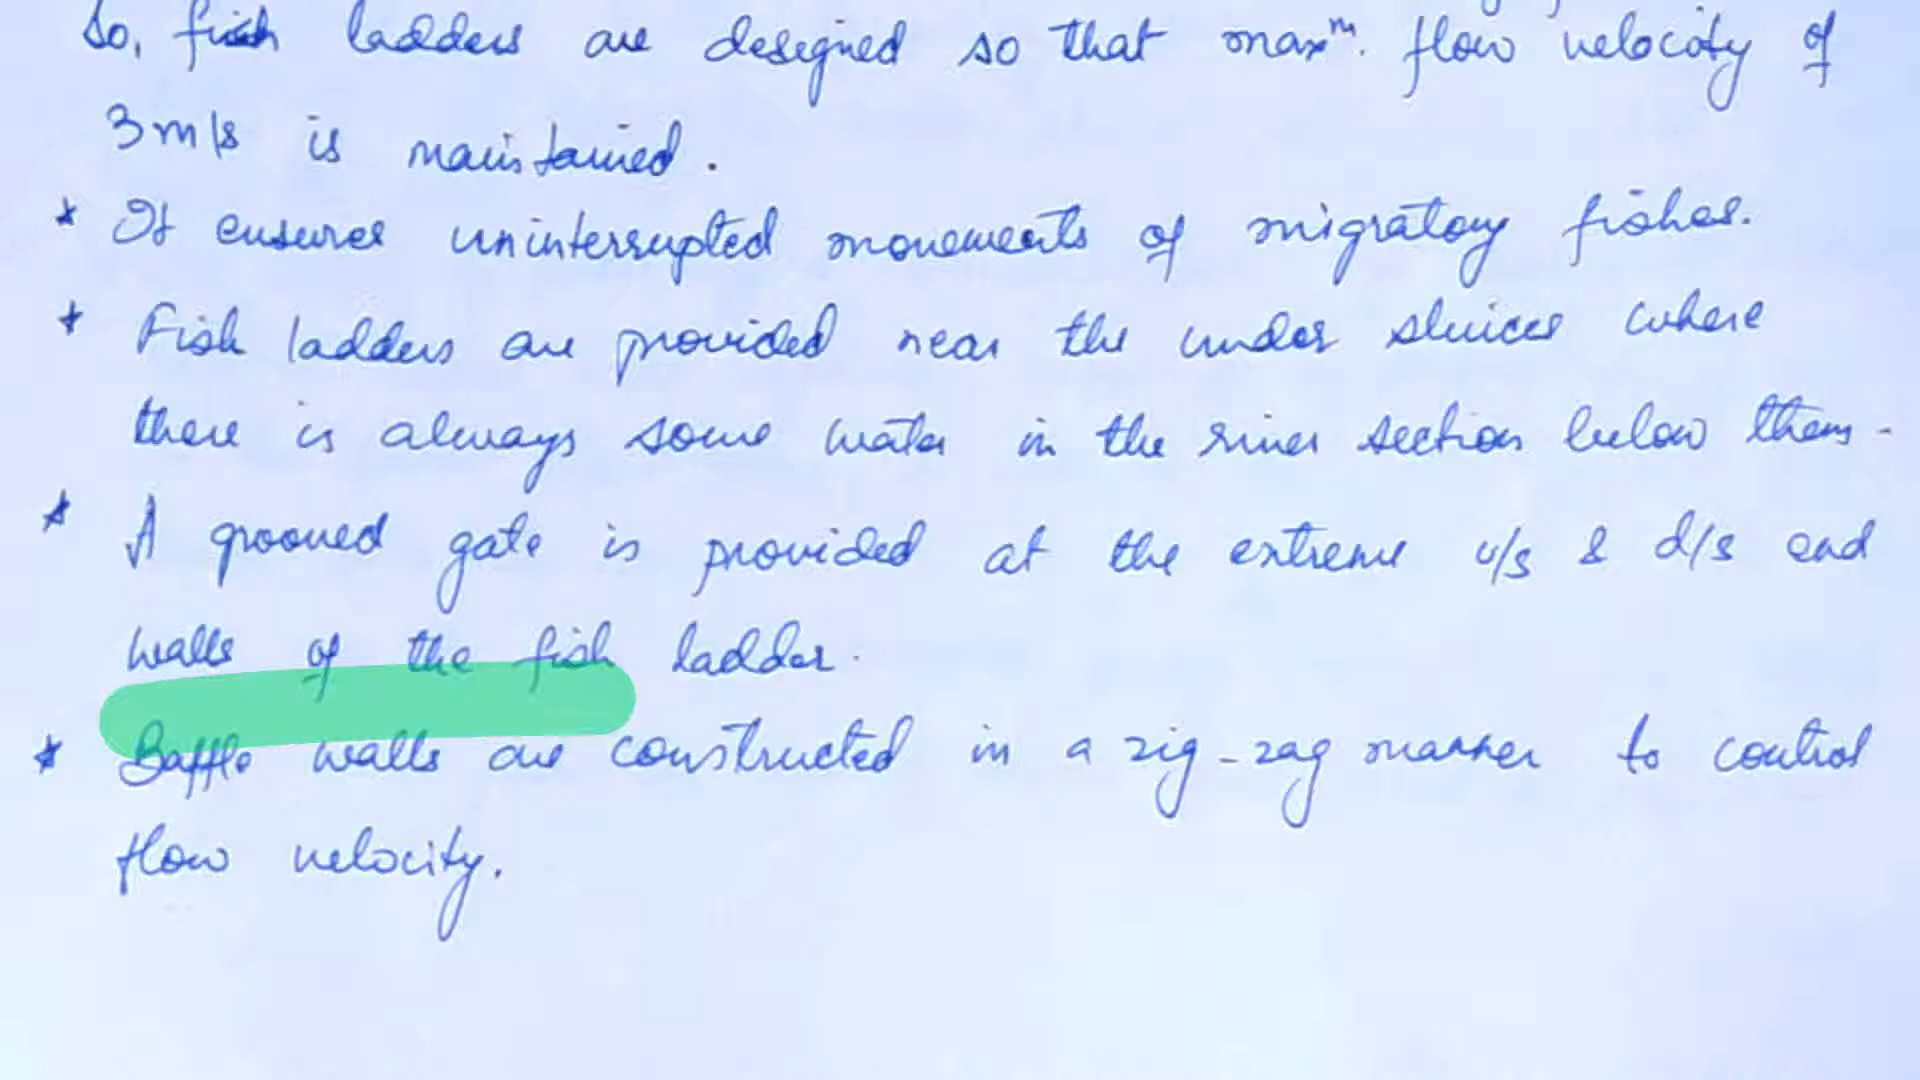 So, fish ladders are designed so that maxᵐ. flow velocity of
3m/s is maintained.
* It ensures uninterrupted movements of migratory fishes.
* Fish ladders are provided near the under sluices where
there is always some water in the river section below them.
* A grooved gate is provided at the extreme u/s & d/s end
walls of the fish ladder.
* Baffle walls are constructed in a zig-zag manner to control
flow velocity.